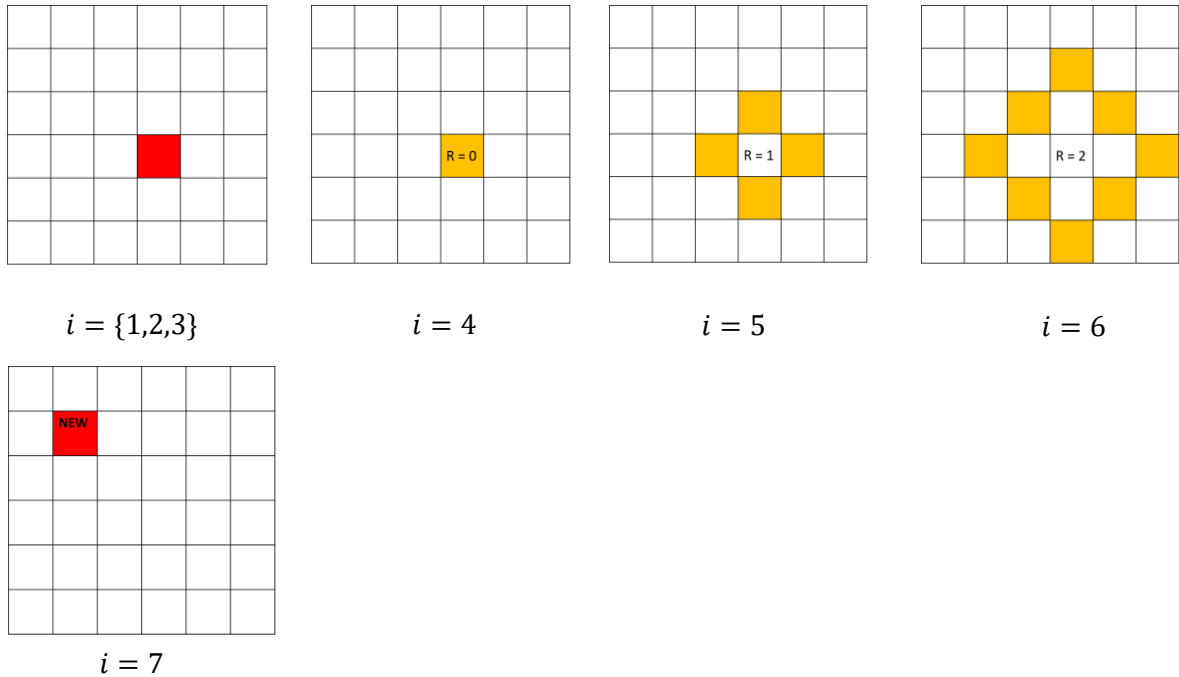 R = 0
R = 1
R = 2
i = {1,2,3}
i = 4
i = 5
i = 6
NEW
i = 7